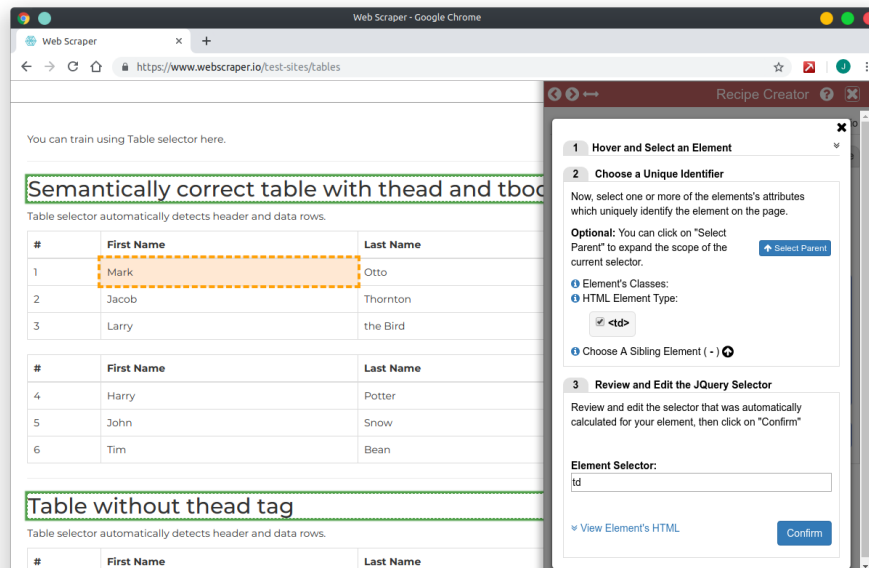 Web Scraper - Google Chrome
Web Scraper × +
https://www.webscraper.io/test-sites/tables
J
You can train using Table selector here.
Semantically correct table with thead and tbo
Table selector automatically detects header and data rows.
# First Name Last Name
1 Mark Otto
2 Jacob Thornton
3 Larry the Bird
# First Name Last Name
4 Harry Potter
5 John Snow
6 Tim Bean
Table without thead tag
Table selector automatically detects header and data rows.
# First Name Last Name
Recipe Creator
1 Hover and Select an Element
2 Choose a Unique Identifier
Now, select one or more of the elements's attributes
which uniquely identify the element on the page.
Optional: You can click on "Select
Parent" to expand the scope of the
current selector.
Select Parent
Element's Classes:
HTML Element Type:
<td>
Choose A Sibling Element ( - )
3 Review and Edit the JQuery Selector
Review and edit the selector that was automatically
calculated for your element, then click on "Confirm"
Element Selector:
td
View Element's HTML
Confirm